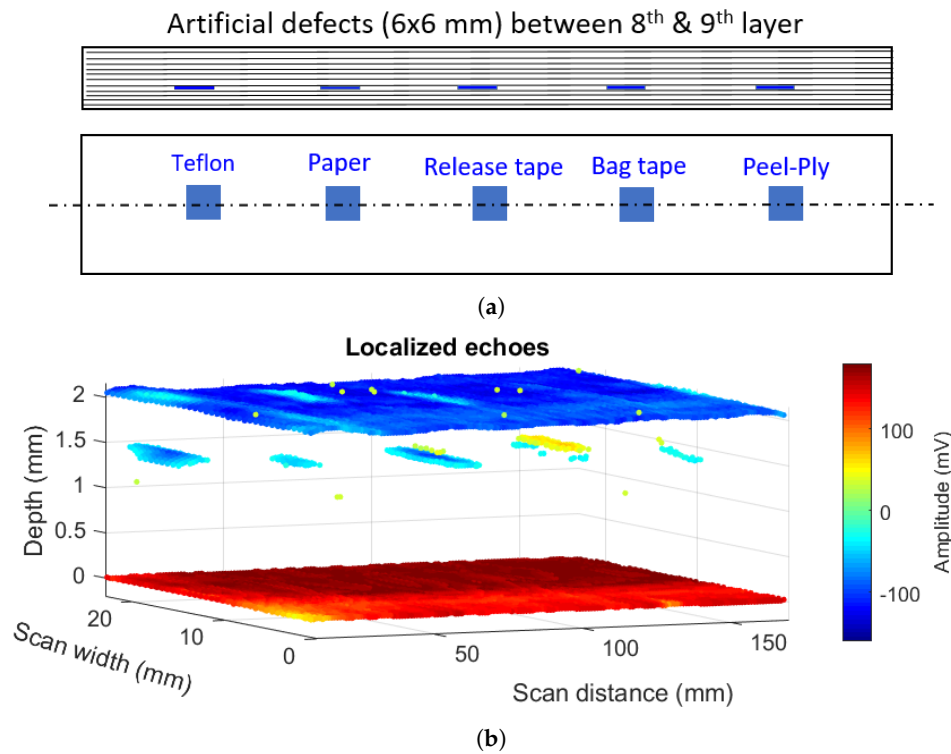 Artificial defects (6x6 mm) between 8th & 9th layer
Teflon Paper Release tape Bag tape Peel-Ply
(a)
Localized echoes
2
1.5
1
0.5
0
Depth (mm)
20
10
0
Scan width (mm)
50
100
150
Scan distance (mm)
100
0
-100
Amplitude (mV)
(b)